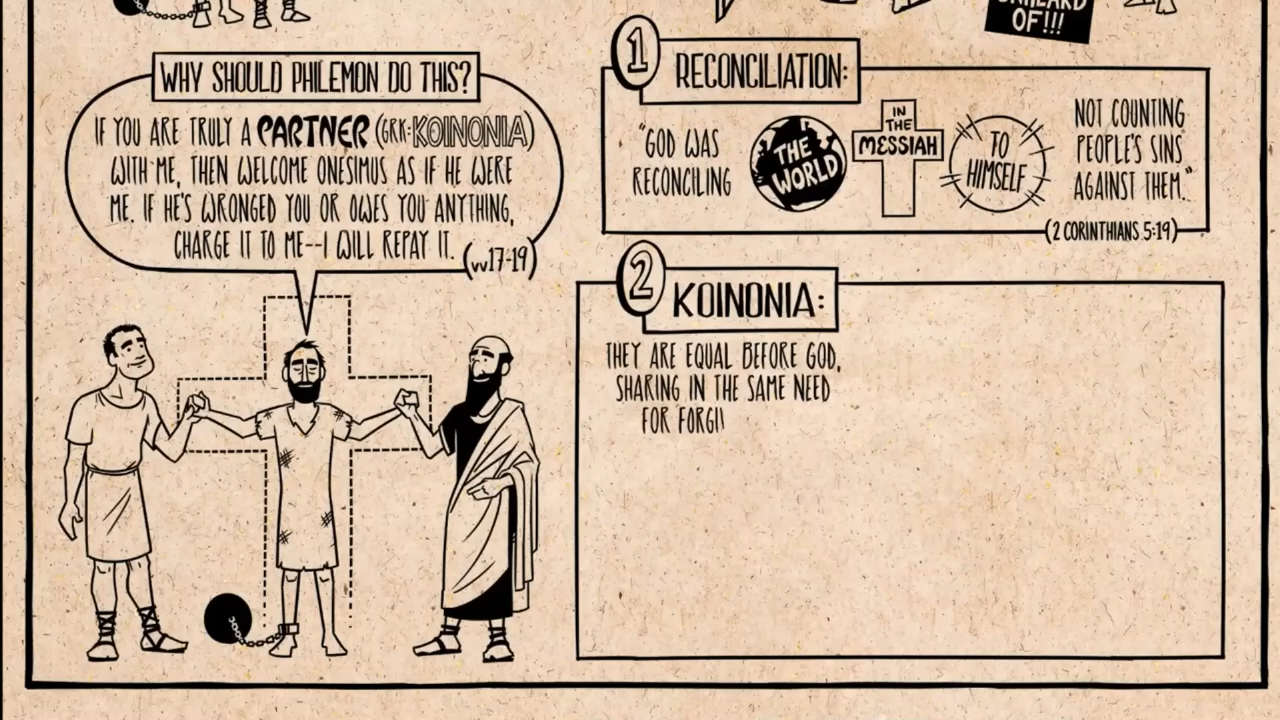 UNHEARD
OF!!!
WHY SHOULD PHILEMON DO THIS?
IF YOU ARE TRULY A PARTNER (GRK: KOINONIA)
WITH ME, THEN WELCOME ONESIMUS AS IF HE WERE
ME. IF HE'S WRONGED YOU OR OWES YOU ANYTHING,
CHARGE IT TO ME--I WILL REPAY IT.
(vv17-19)
1 RECONCILIATION:
"GOD WAS
RECONCILING
THE
WORLD
IN
THE
MESSIAH
TO
HIMSELF
NOT COUNTING
PEOPLE'S SINS
AGAINST THEM."
(2 CORINTHIANS 5:19)
2 KOINONIA:
THEY ARE EQUAL BEFORE GOD,
SHARING IN THE SAME NEED
FOR FORGI